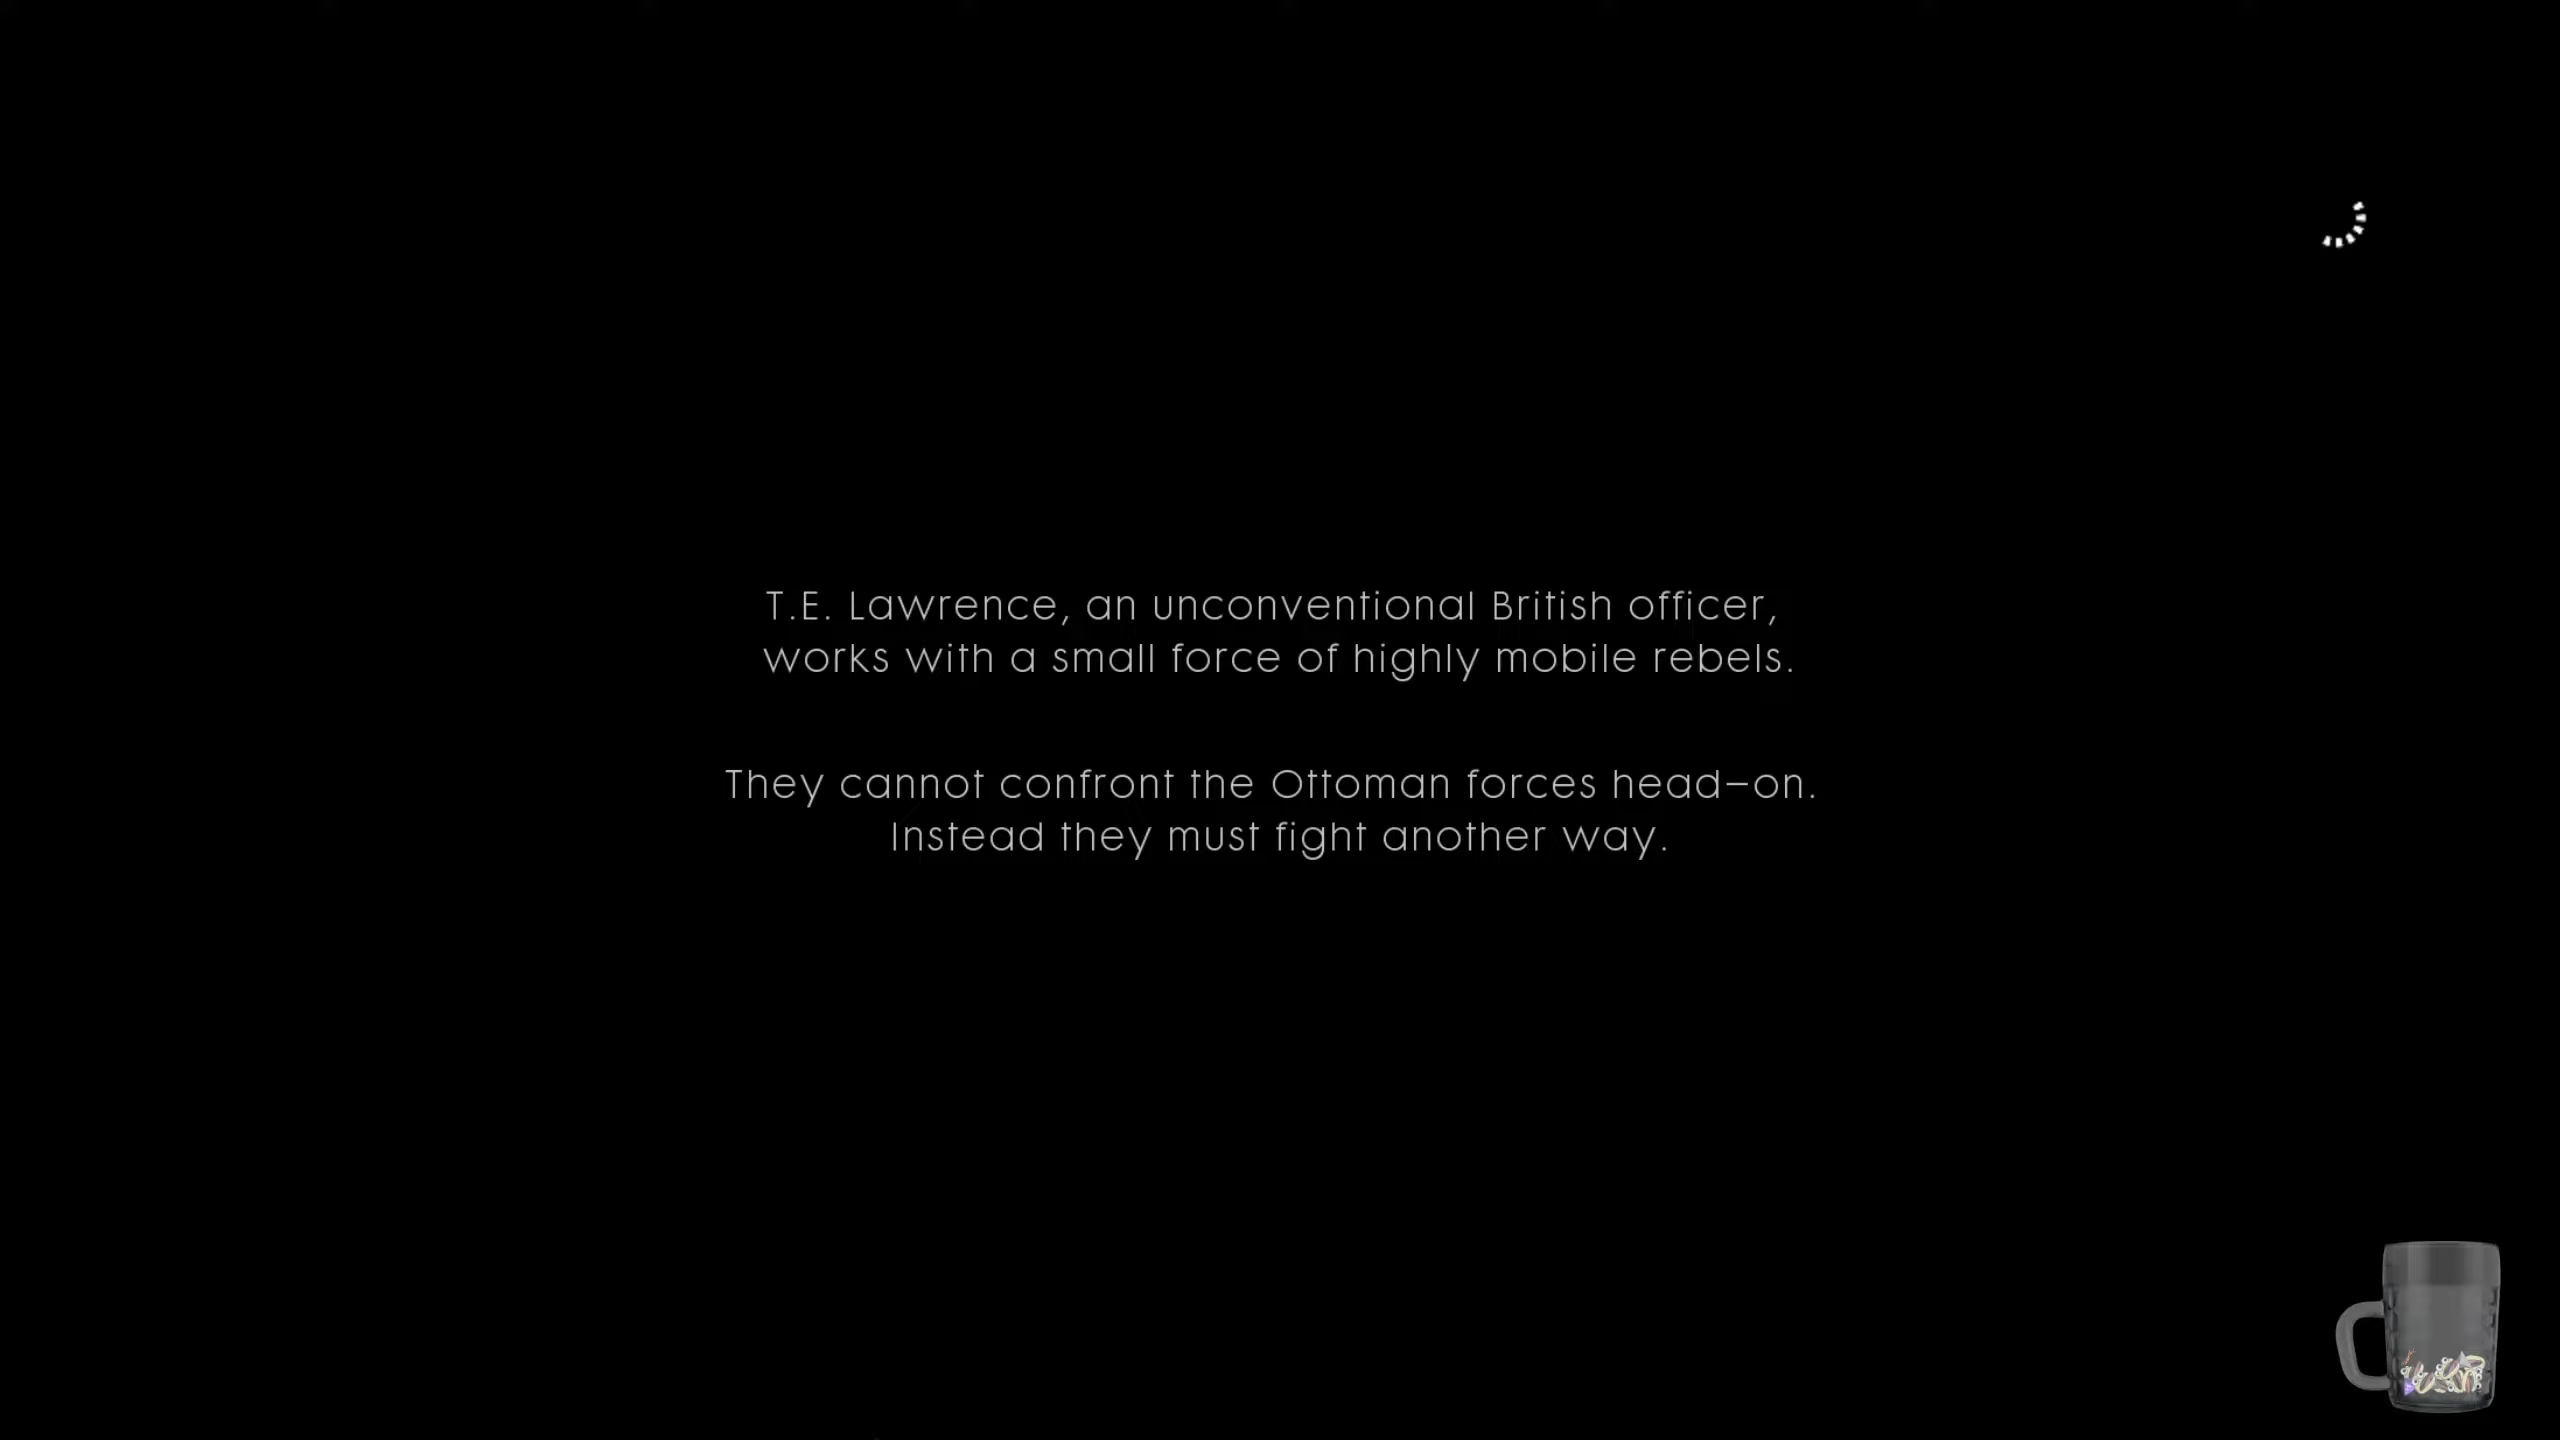 T.E. Lawrence, an unconventional British officer,
works with a small force of highly mobile rebels.
They cannot confront the Ottoman forces head–on.
Instead they must fight another way.